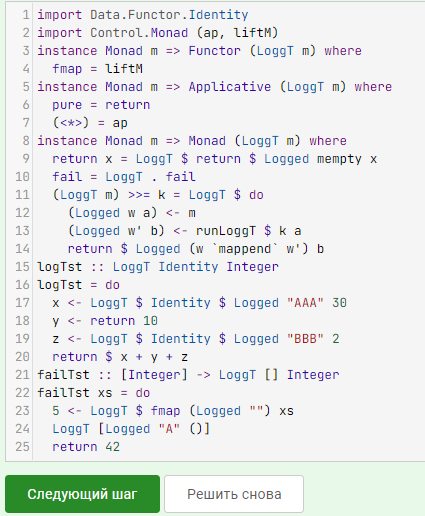 1 import Data.Functor.Identity
2 import Control.Monad (ap, liftM)
3 instance Monad m => Functor (LoggT m) where
4   fmap = liftM
5 instance Monad m => Applicative (LoggT m) where
6   pure = return
7   (<*>) = ap
8 instance Monad m => Monad (LoggT m) where
9   return x = LoggT $ return $ Logged mempty x
10   fail = LoggT . fail
11   (LoggT m) >>= k = LoggT $ do
12     (Logged w a) <- m
13     (Logged w' b) <- runLoggT $ k a
14     return $ Logged (w `mappend` w') b
15 logTst :: LoggT Identity Integer
16 logTst = do
17   x <- LoggT $ Identity $ Logged "AAA" 30
18   y <- return 10
19   z <- LoggT $ Identity $ Logged "BBB" 2
20   return $ x + y + z
21 failTst :: [Integer] -> LoggT [] Integer
22 failTst xs = do
23   5 <- LoggT $ fmap (Logged "") xs
24   LoggT [Logged "A" ()]
25   return 42
Следующий шаг Решить снова